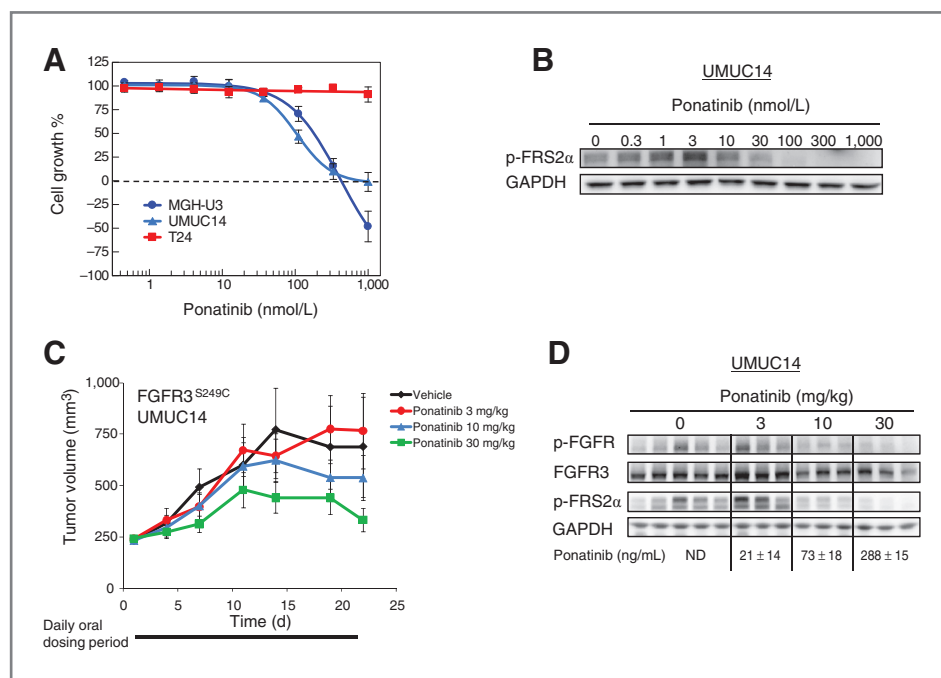 A
125
100
75
50
25
0
−25
−50
−75
−100
Cell growth %
MGH-U3
UMUC14
T24
1 10 100 1,000
Ponatinib (nmol/L)
B
UMUC14
Ponatinib (nmol/L)
0 0.3 1 3 10 30 100 300 1,000
p-FRS2α
GAPDH
C
1,000
750
500
250
0
Tumor volume (mm³)
FGFR3 S249C
UMUC14
Vehicle
Ponatinib 3 mg/kg
Ponatinib 10 mg/kg
Ponatinib 30 mg/kg
0 5 10 15 20 25
Time (d)
Daily oral
dosing period
D
UMUC14
Ponatinib (mg/kg)
0 3 10 30
p-FGFR
FGFR3
p-FRS2α
GAPDH
Ponatinib (ng/mL) ND 21 ± 14 73 ± 18 288 ± 15